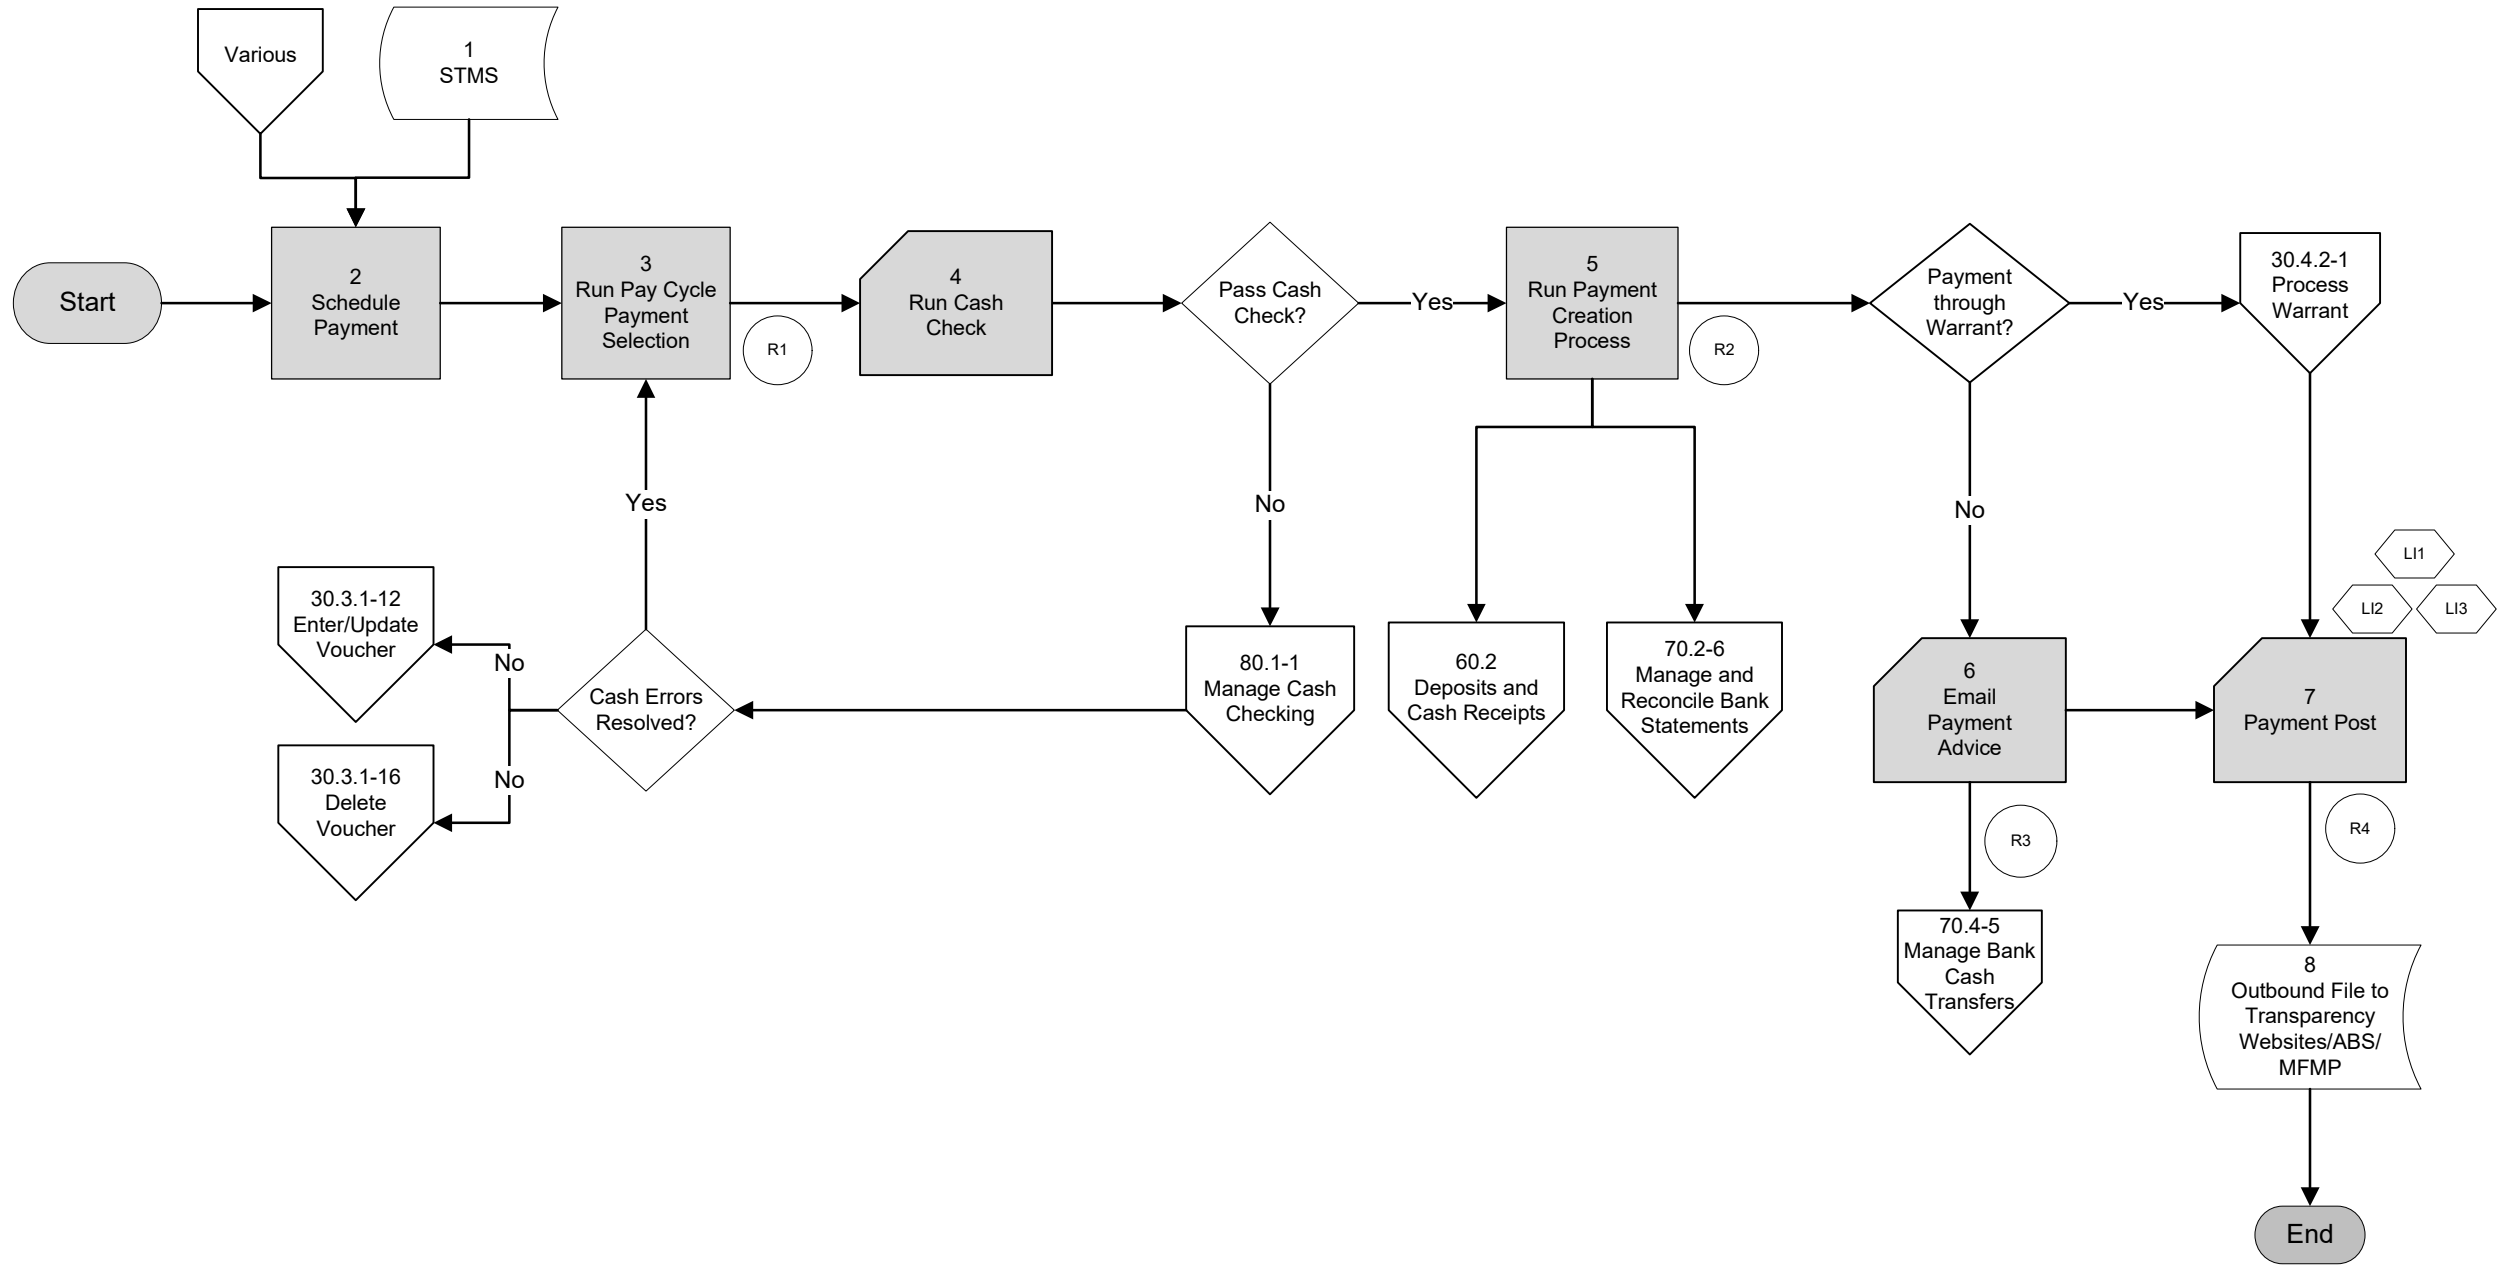 Various
1
STMS
Start
2
Schedule
Payment
3
Run Pay Cycle
Payment
Selection
R1
4
Run Cash
Check
Pass Cash
Check?
Yes
5
Run Payment
Creation
Process
R2
Payment
through
Warrant?
Yes
30.4.2-1
Process
Warrant
Yes
No
No
LI1
LI2
LI3
30.3.1-12
Enter/Update
Voucher
No
Cash Errors
Resolved?
No
30.3.1-16
Delete
Voucher
80.1-1
Manage Cash
Checking
60.2
Deposits and
Cash Receipts
70.2-6
Manage and
Reconcile Bank
Statements
6
Email
Payment
Advice
7
Payment Post
R3
R4
70.4-5
Manage Bank
Cash
Transfers
8
Outbound File to
Transparency
Websites/ABS/
MFMP
End